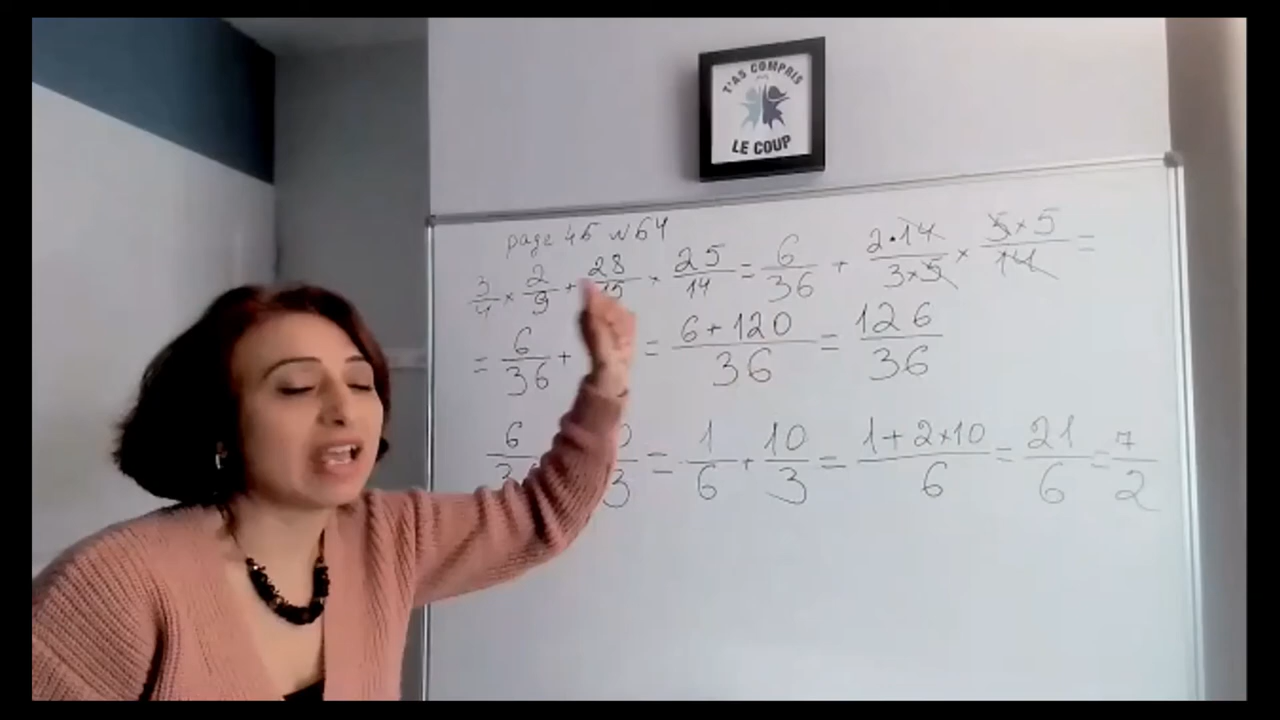 T'AS COMPRIS
LE COUP
page 46 N64
3/4 × 2/9 + 28/15 × 25/14 = 6/36 + 2•14/3×5 × 5×5/14 =
= 6/36 + = 6+120/36 = 126/36
6/3 = 1/6 + 10/3 = 1+2×10/6 = 21/6 = 7/2